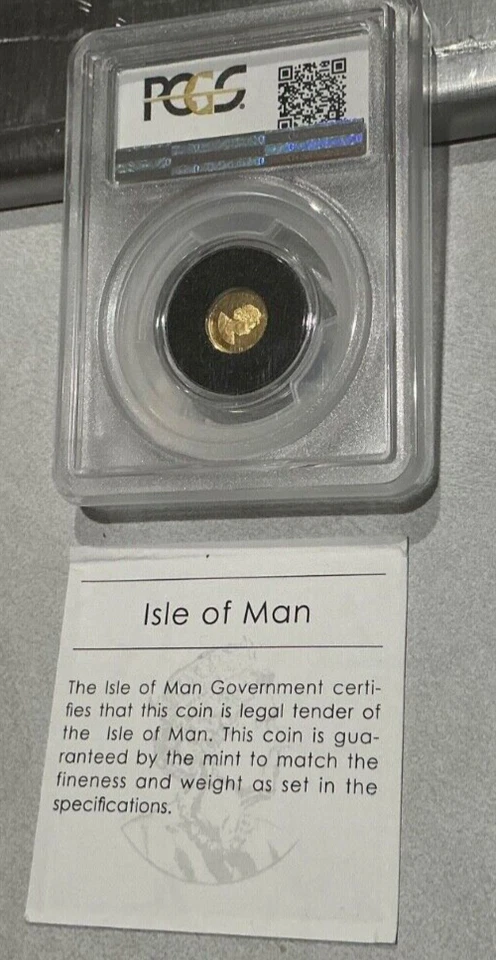 PCGS
Isle of Man
The Isle of Man Government certi-
fies that this coin is legal tender of
the Isle of Man. This coin is gua-
ranteed by the mint to match the
fineness and weight as set in the
specifications.